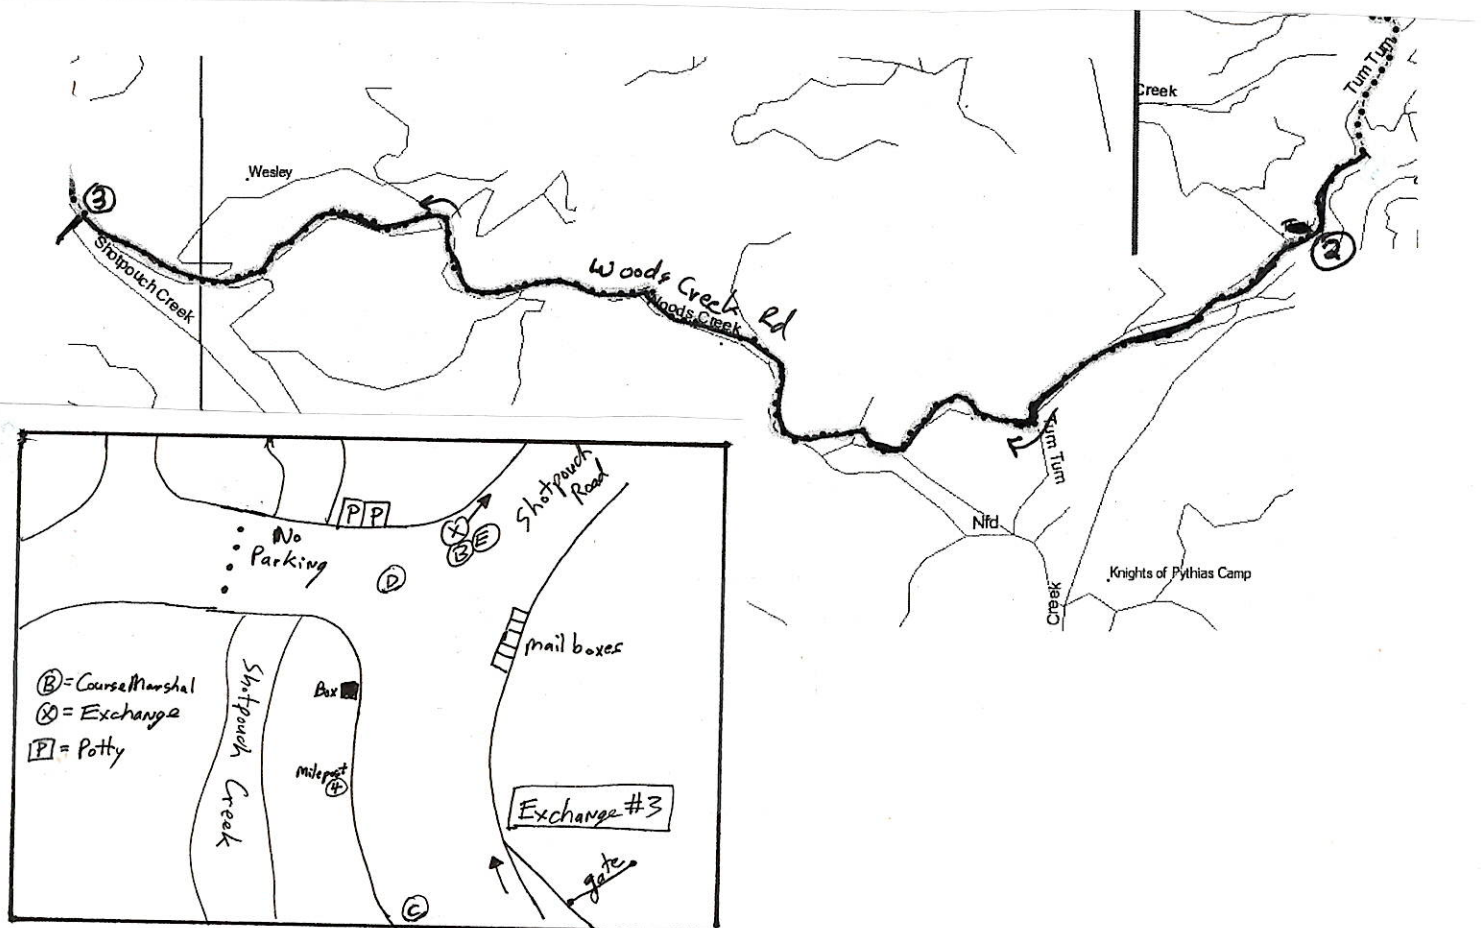 Creek
Tum Tum
Wesley
3
Shotpouch Creek
2
Woods Creek Rd
Woods Creek
Tum Tum
Nfd
Creek
Knights of Pythias Camp
Shotpouch
Road
P P
X
B E
D
No
Parking
mail boxes
B = Course Marshal
X = Exchange
P = Potty
Shotpouch Creek
Box
Milepost
4
Exchange #3
gate
C